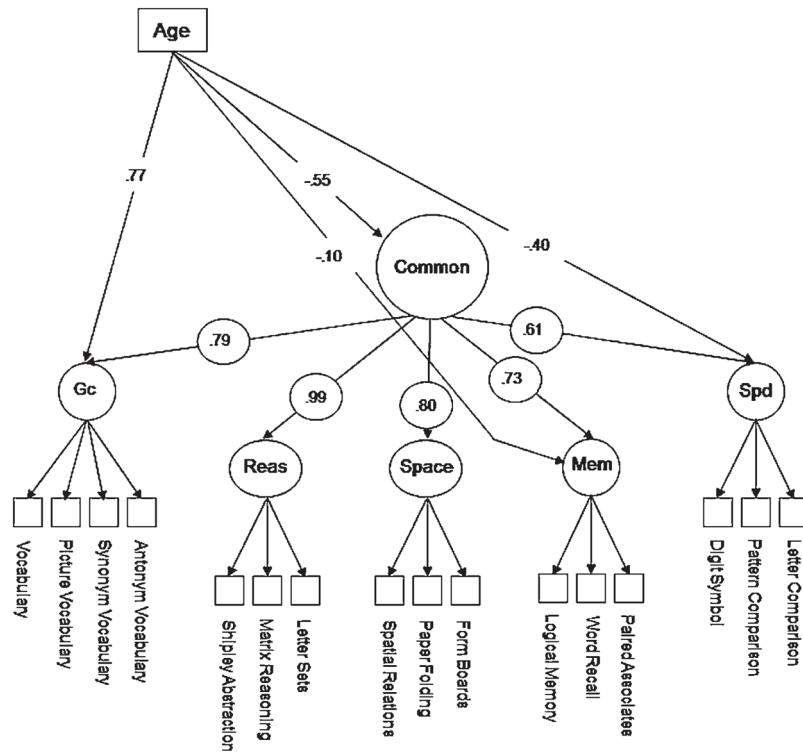 Age
.77
-.55
-.10
-.40
Common
.79
.99
.80
.73
.61
Gc
Reas
Space
Mem
Spd
Vocabulary
Picture Vocabulary
Synonym Vocabulary
Antonym Vocabulary
Shipley Abstraction
Matrix Reasoning
Letter Sets
Spatial Relations
Paper Folding
Form Boards
Logical Memory
Word Recall
Paired Associates
Digit Symbol
Pattern Comparison
Letter Comparison